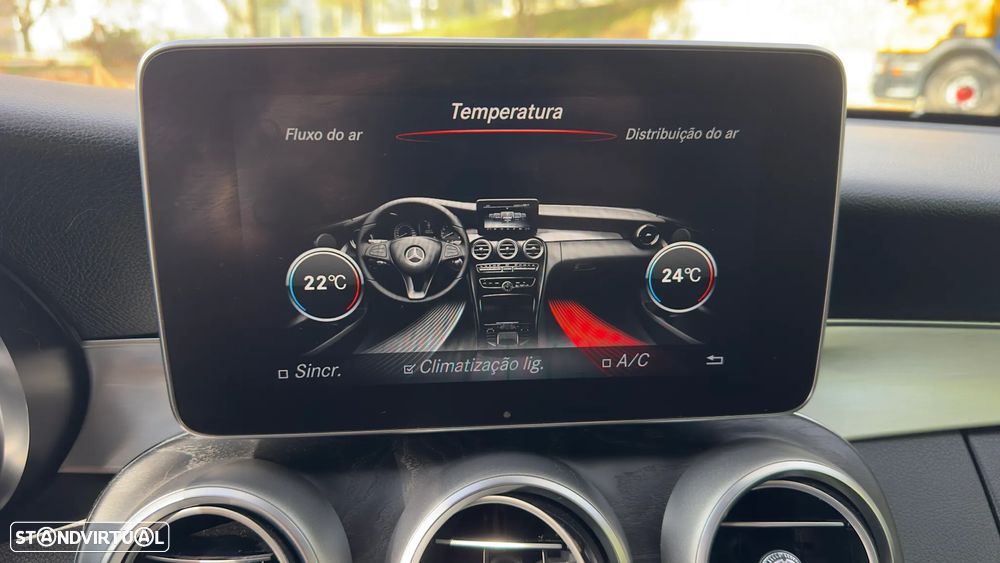 Temperatura
Fluxo do ar
Distribuição do ar
22°C
24°C
Sincr.
Climatização lig.
A/C
STANDVIRTUAL